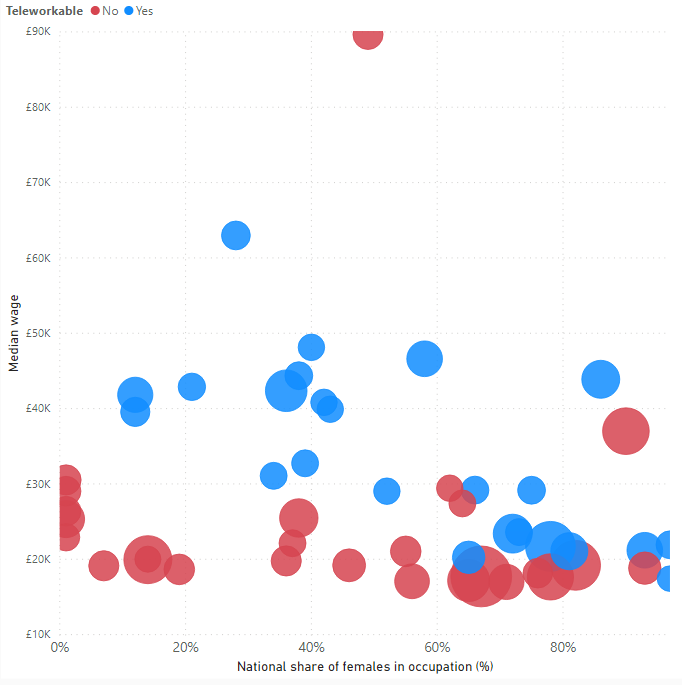 Teleworkable No Yes
£90K
£80K
£70K
£60K
£50K
£40K
£30K
£20K
£10K
Median wage
0% 20% 40% 60% 80%
National share of females in occupation (%)